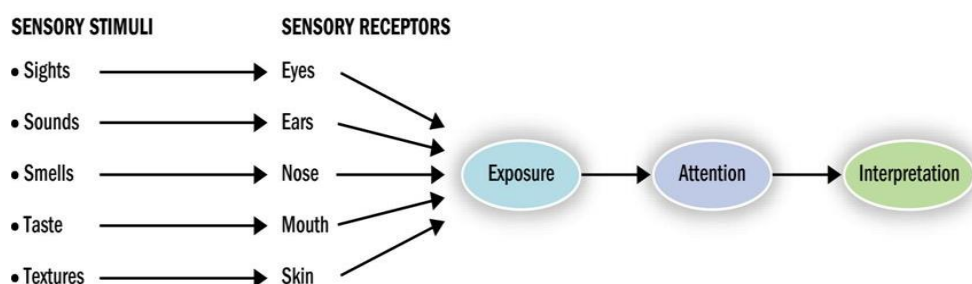 SENSORY STIMULI SENSORY RECEPTORS
• Sights Eyes
• Sounds Ears
• Smells Nose Exposure Attention Interpretation
• Taste Mouth
• Textures Skin